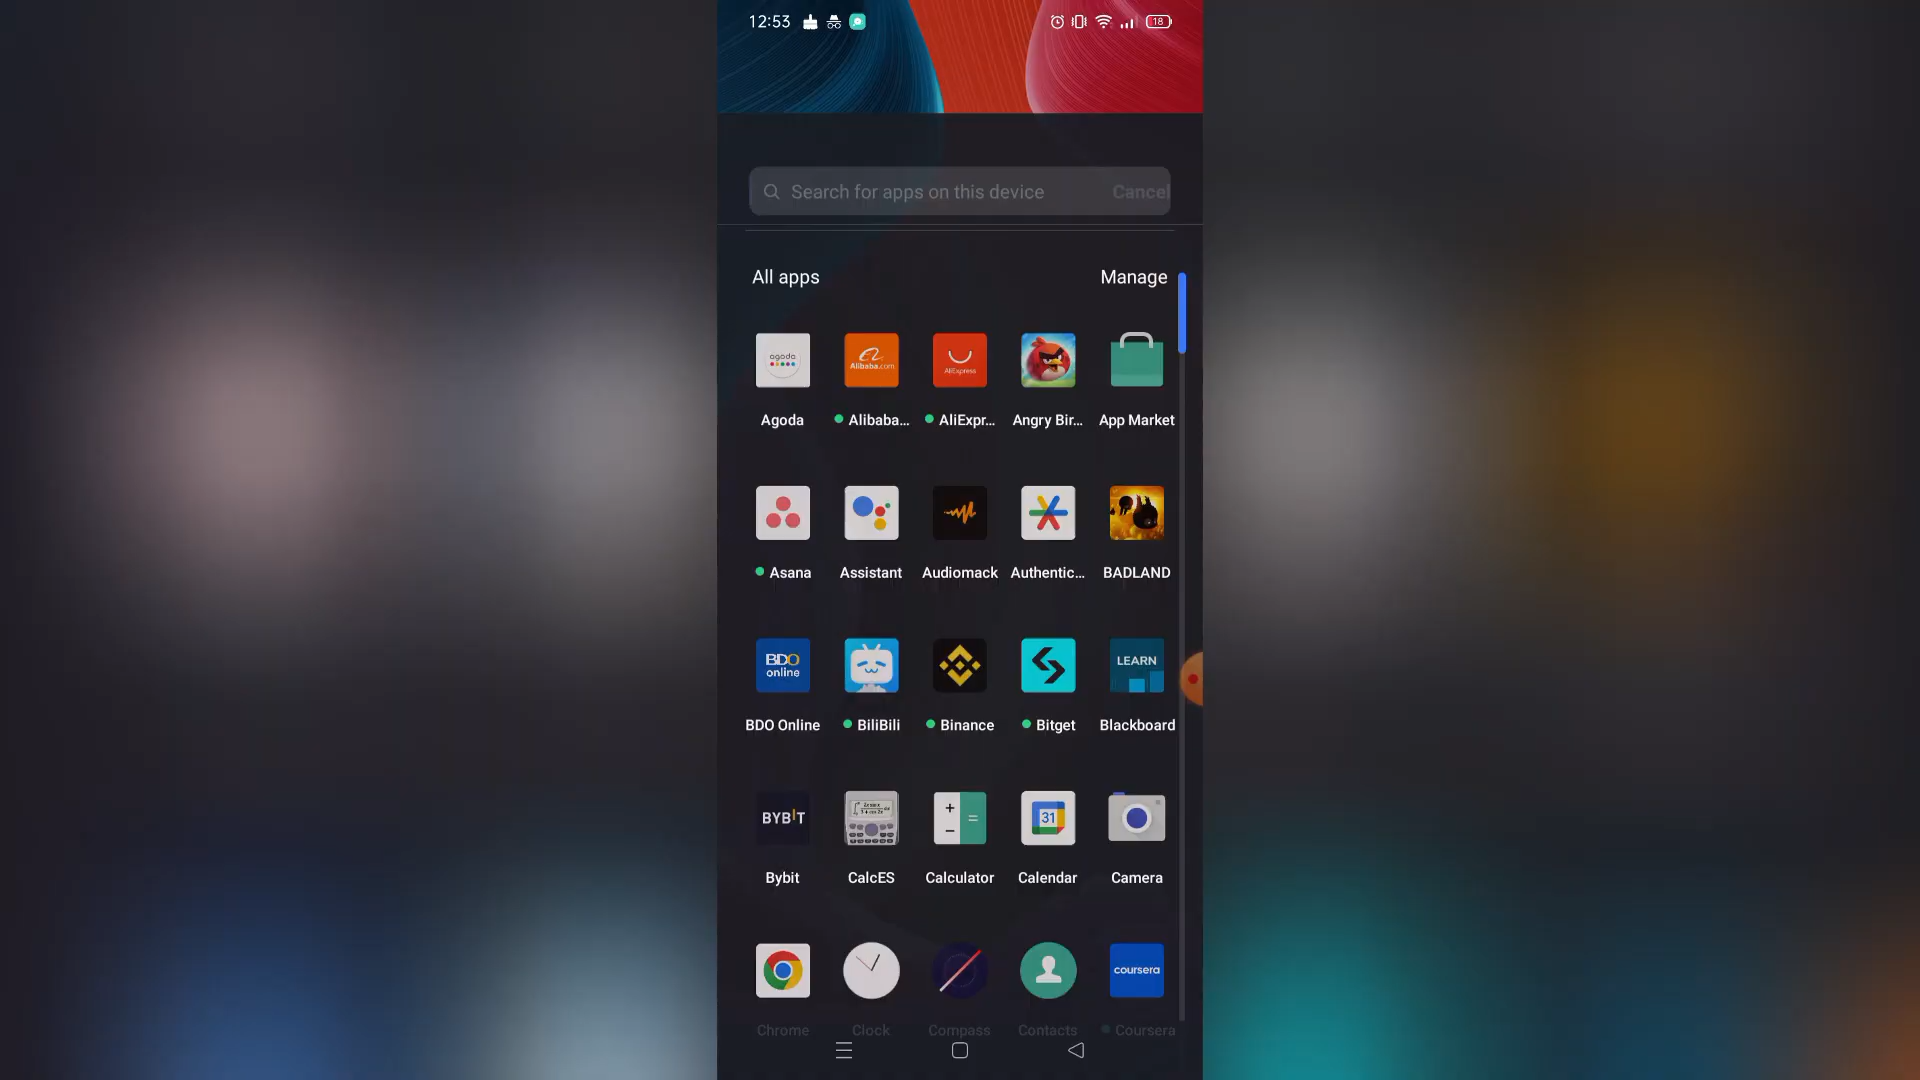 12:53
18
Search for apps on this device Cancel
All apps Manage
agoda
Alibaba.com
AliExpress
Agoda Alibaba... AliExpr... Angry Bir... App Market
Asana Assistant Audiomack Authentic... BADLAND
BDO
online
LEARN
BDO Online BiliBili Binance Bitget Blackboard
BYBIT
+
=
−
31
Bybit CalcES Calculator Calendar Camera
coursera
Chrome Clock Compass Contacts Coursera